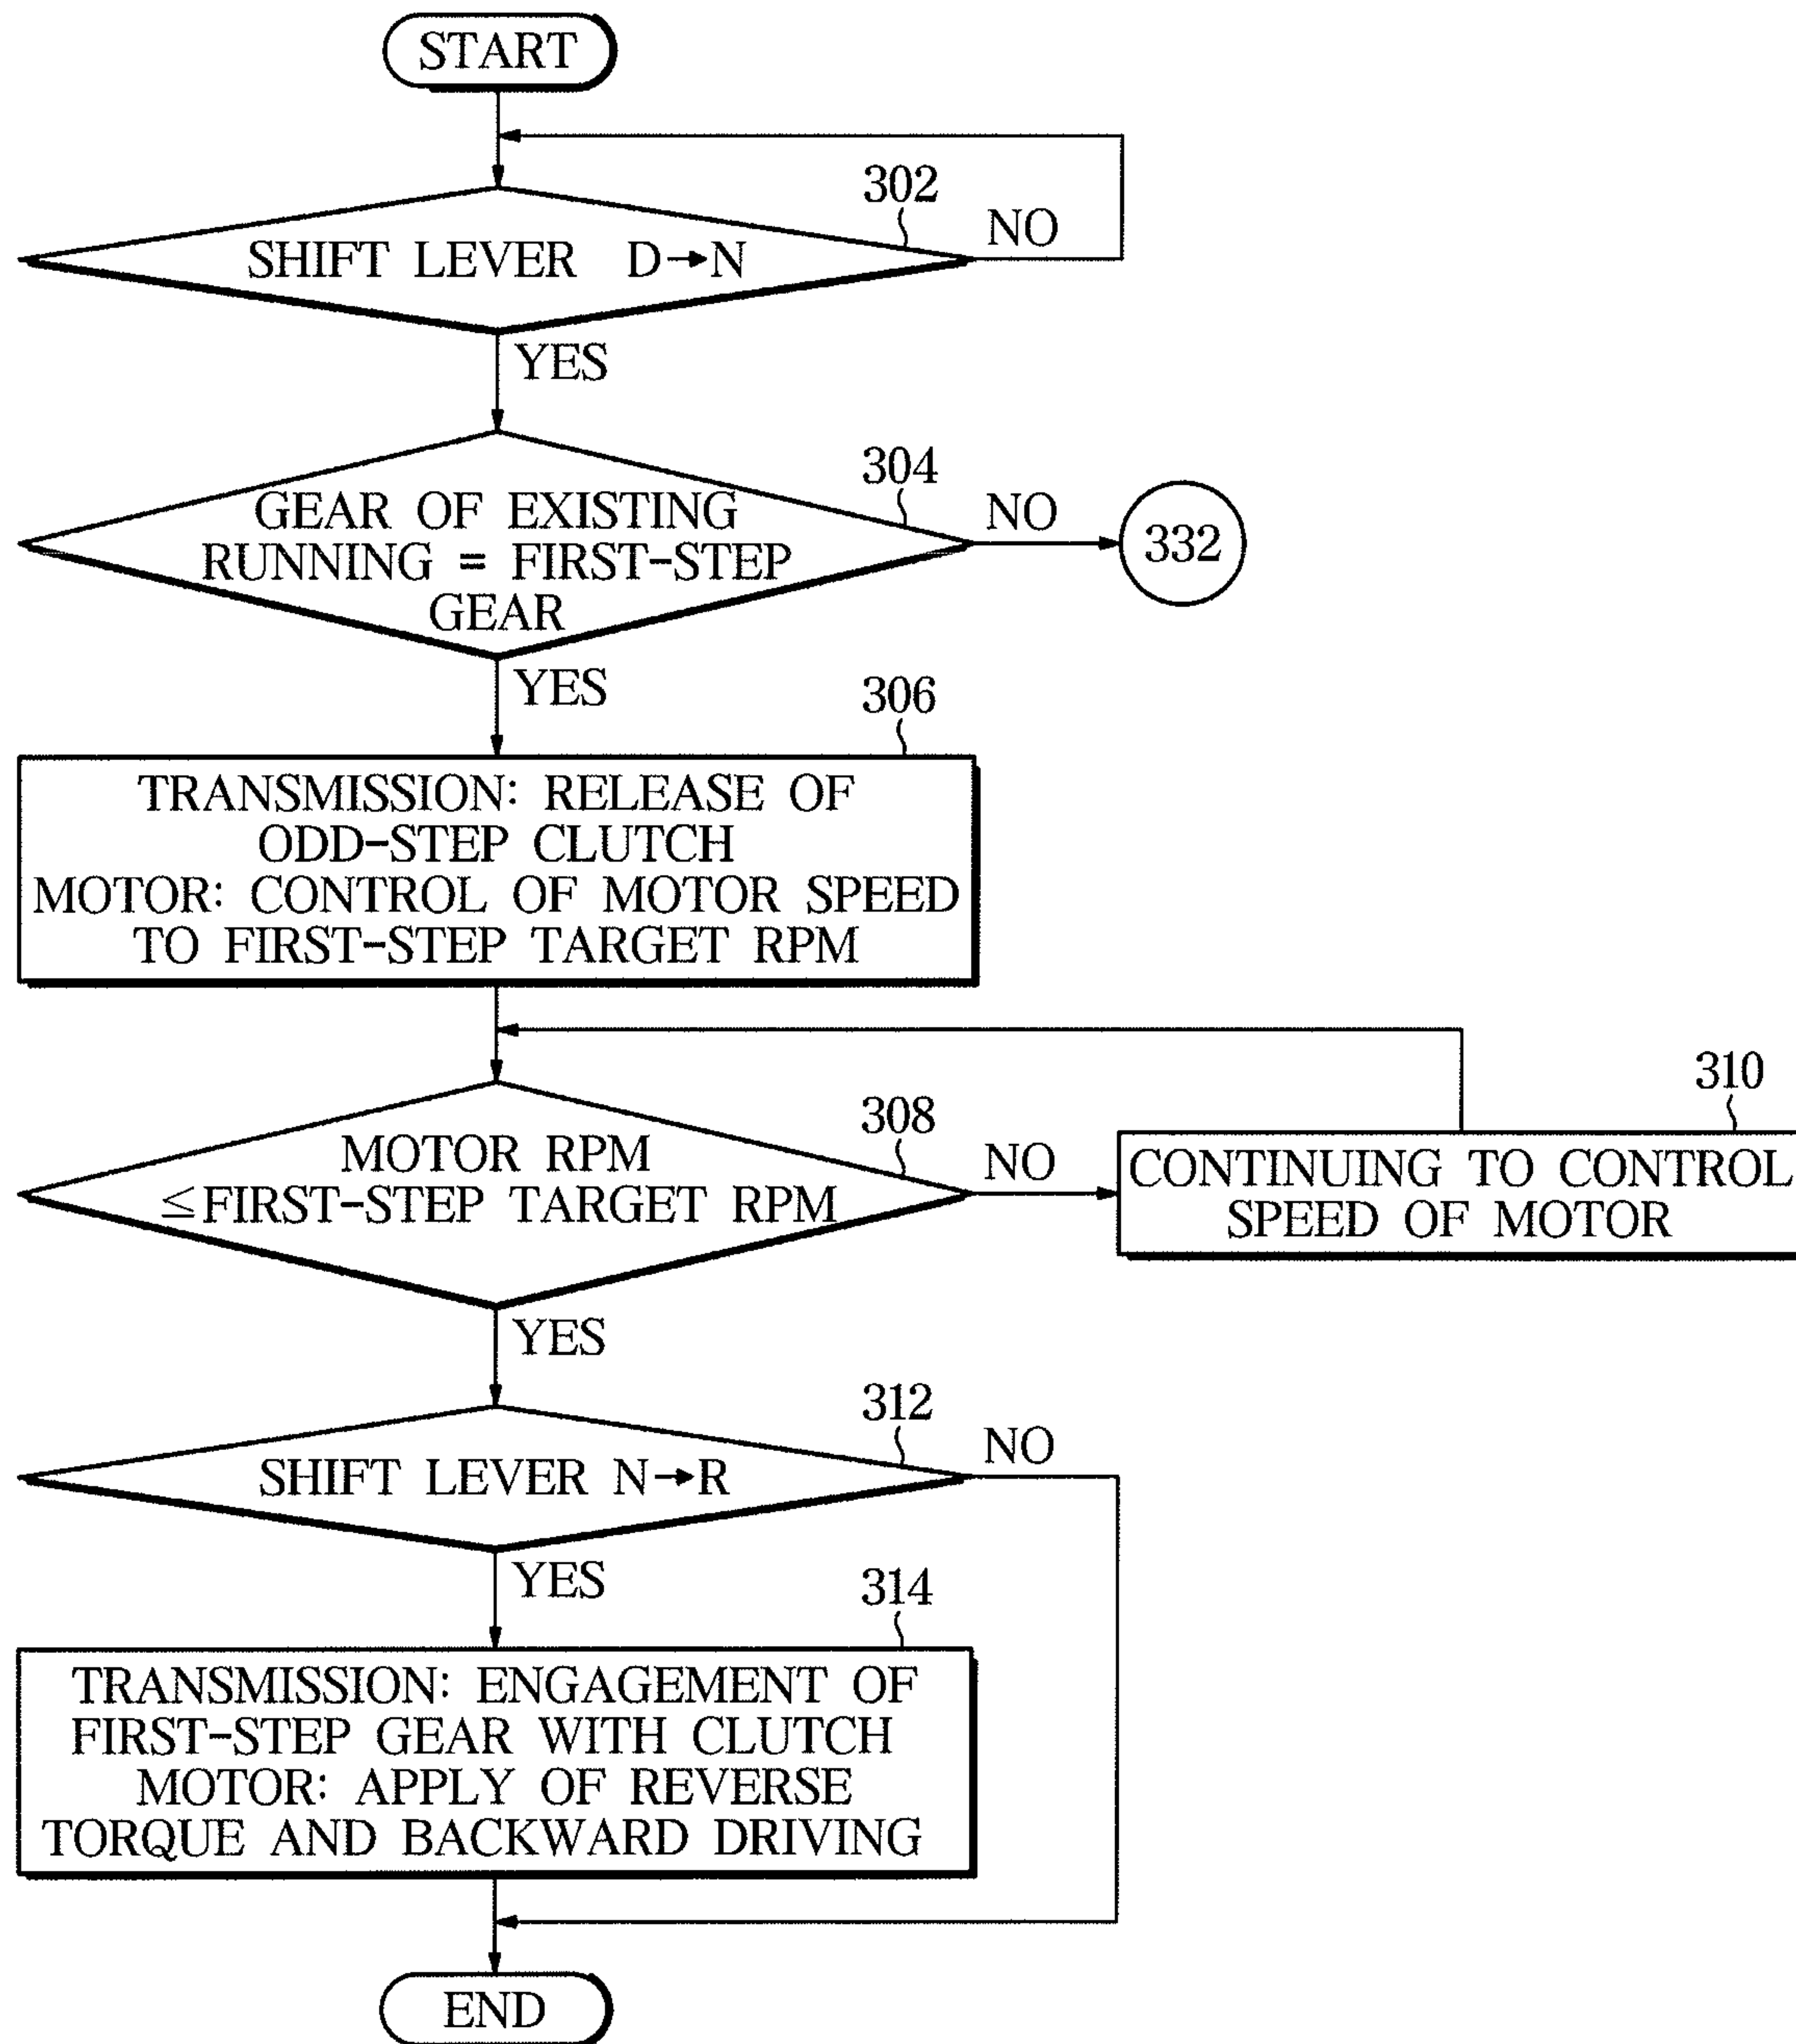 START
302
SHIFT LEVER D→N
NO
YES
304
GEAR OF EXISTING
RUNNING = FIRST-STEP
GEAR
NO
332
YES
306
TRANSMISSION: RELEASE OF
ODD-STEP CLUTCH
MOTOR: CONTROL OF MOTOR SPEED
TO FIRST-STEP TARGET RPM
308
MOTOR RPM
≤FIRST-STEP TARGET RPM
NO
310
CONTINUING TO CONTROL
SPEED OF MOTOR
YES
312
SHIFT LEVER N→R
NO
YES
314
TRANSMISSION: ENGAGEMENT OF
FIRST-STEP GEAR WITH CLUTCH
MOTOR: APPLY OF REVERSE
TORQUE AND BACKWARD DRIVING
END